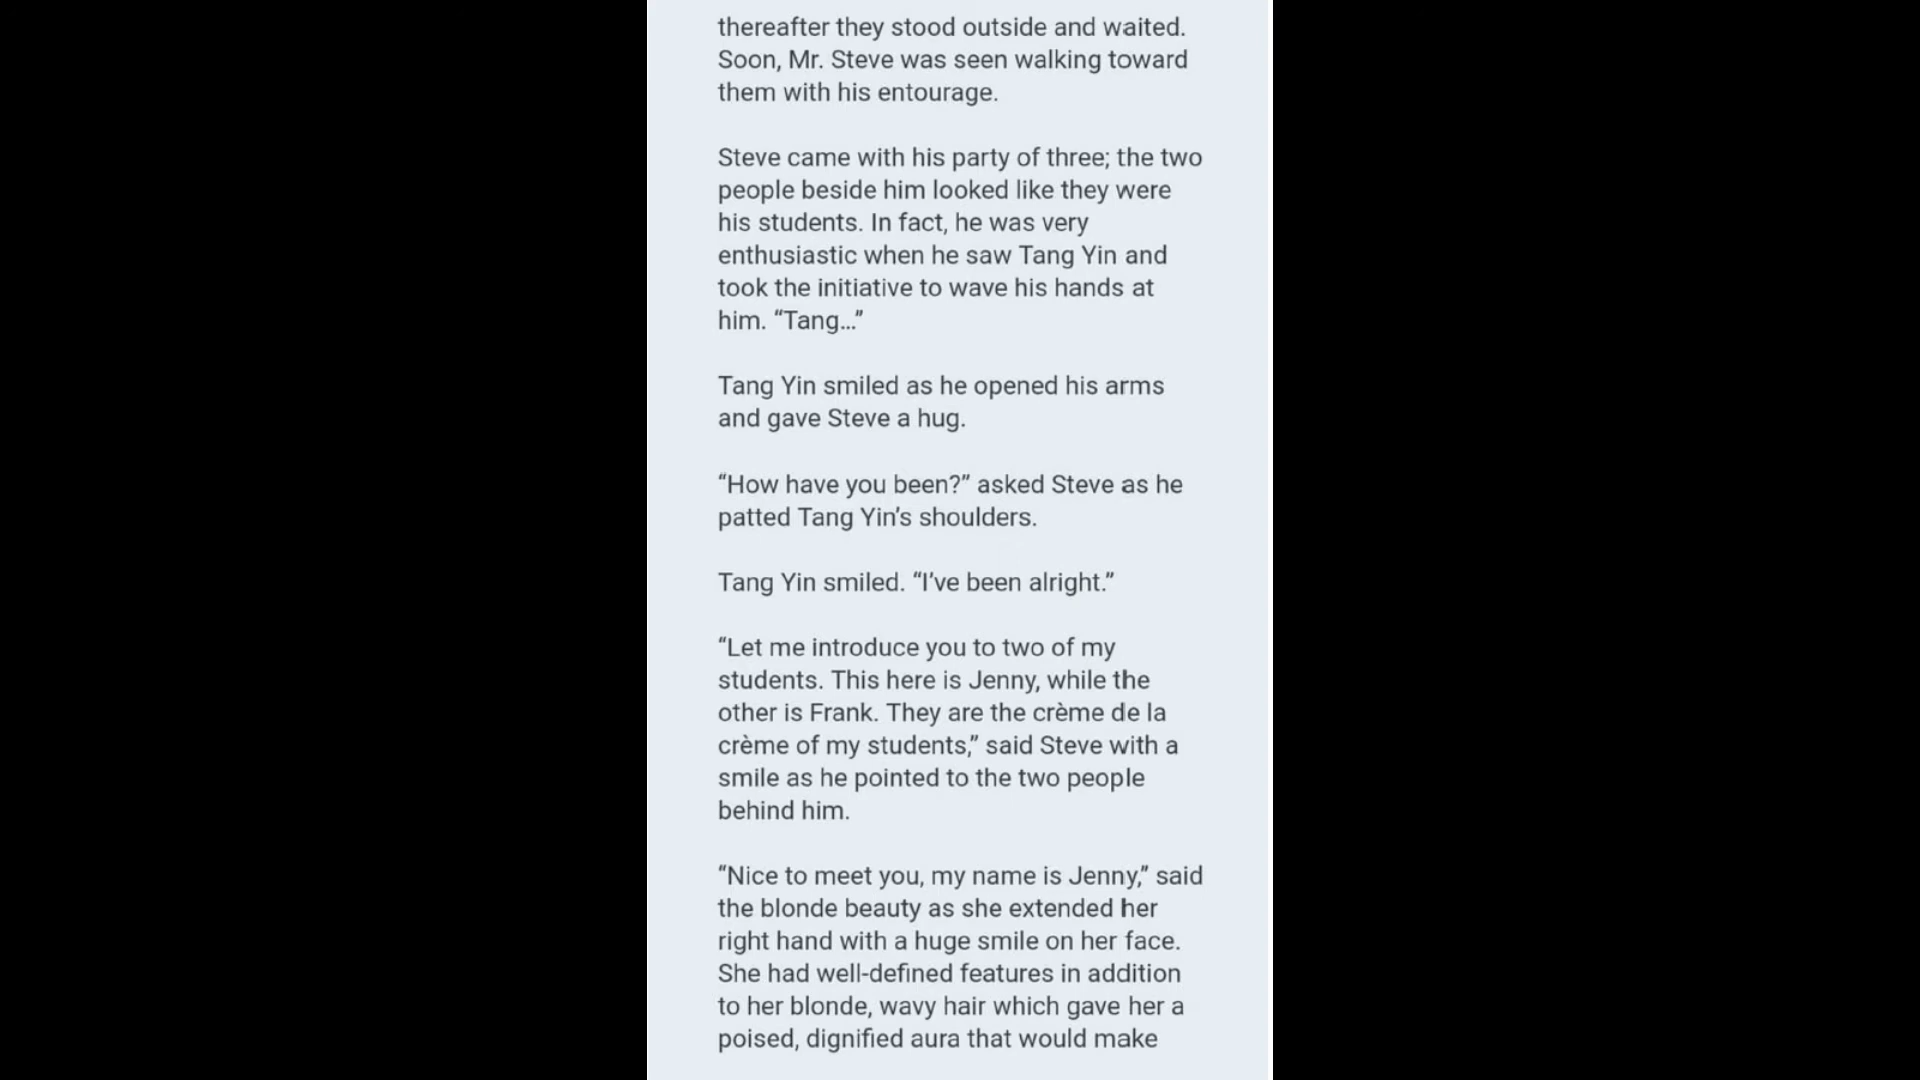 thereafter they stood outside and waited.
Soon, Mr. Steve was seen walking toward
them with his entourage.
Steve came with his party of three; the two
people beside him looked like they were
his students. In fact, he was very
enthusiastic when he saw Tang Yin and
took the initiative to wave his hands at
him. “Tang…”
Tang Yin smiled as he opened his arms
and gave Steve a hug.
“How have you been?” asked Steve as he
patted Tang Yin’s shoulders.
Tang Yin smiled. “I’ve been alright.”
“Let me introduce you to two of my
students. This here is Jenny, while the
other is Frank. They are the crème de la
crème of my students,” said Steve with a
smile as he pointed to the two people
behind him.
“Nice to meet you, my name is Jenny,” said
the blonde beauty as she extended her
right hand with a huge smile on her face.
She had well-defined features in addition
to her blonde, wavy hair which gave her a
poised, dignified aura that would make